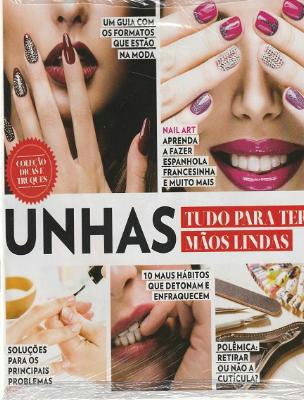 UM GUIA COM
OS FORMATOS
QUE ESTÃO
NA MODA
NAIL ART
APRENDA
A FAZER
ESPANHOLA
FRANCESINHA
E MUITO MAIS
COLEÇÃO
DICAS E
TRUQUES
UNHAS
TUDO PARA TER
MÃOS LINDAS
10 MAUS HÁBITOS
QUE DETONAM E
ENFRAQUECEM
SOLUÇÕES
PARA OS
PRINCIPAIS
PROBLEMAS
POLÊMICA:
RETIRAR
OU NÃO A
CUTÍCULA?